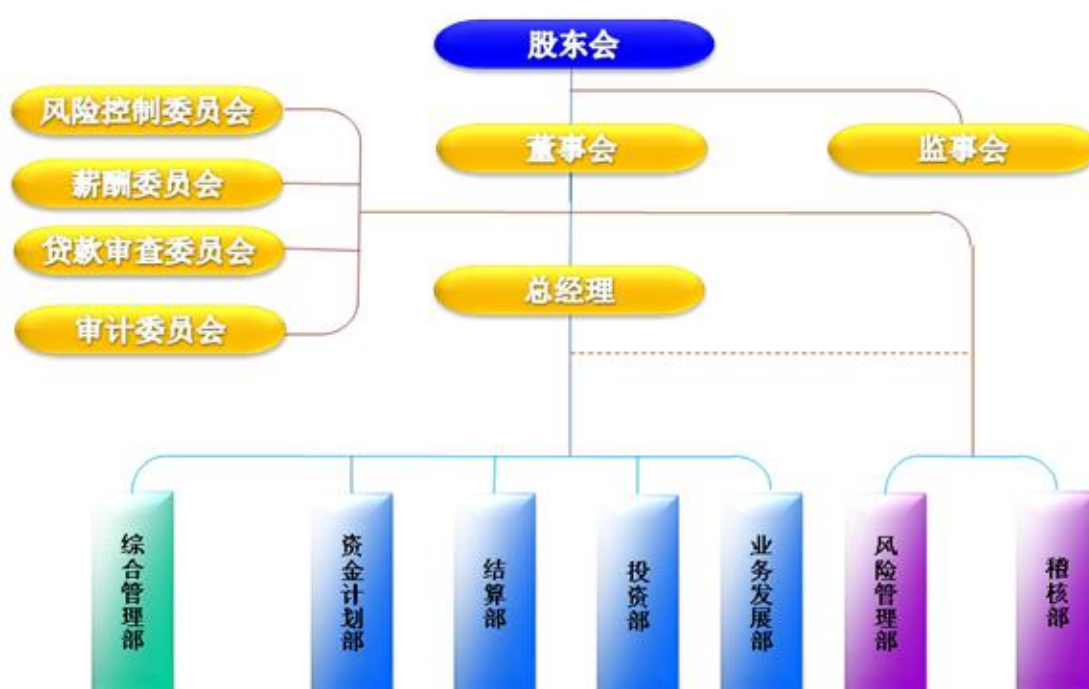 股东会
风险控制委员会
董事会
监事会
薪酬委员会
贷款审查委员会
总经理
审计委员会
综合管理部
资金计划部
结算部
投资部
业务发展部
风险管理部
稽核部